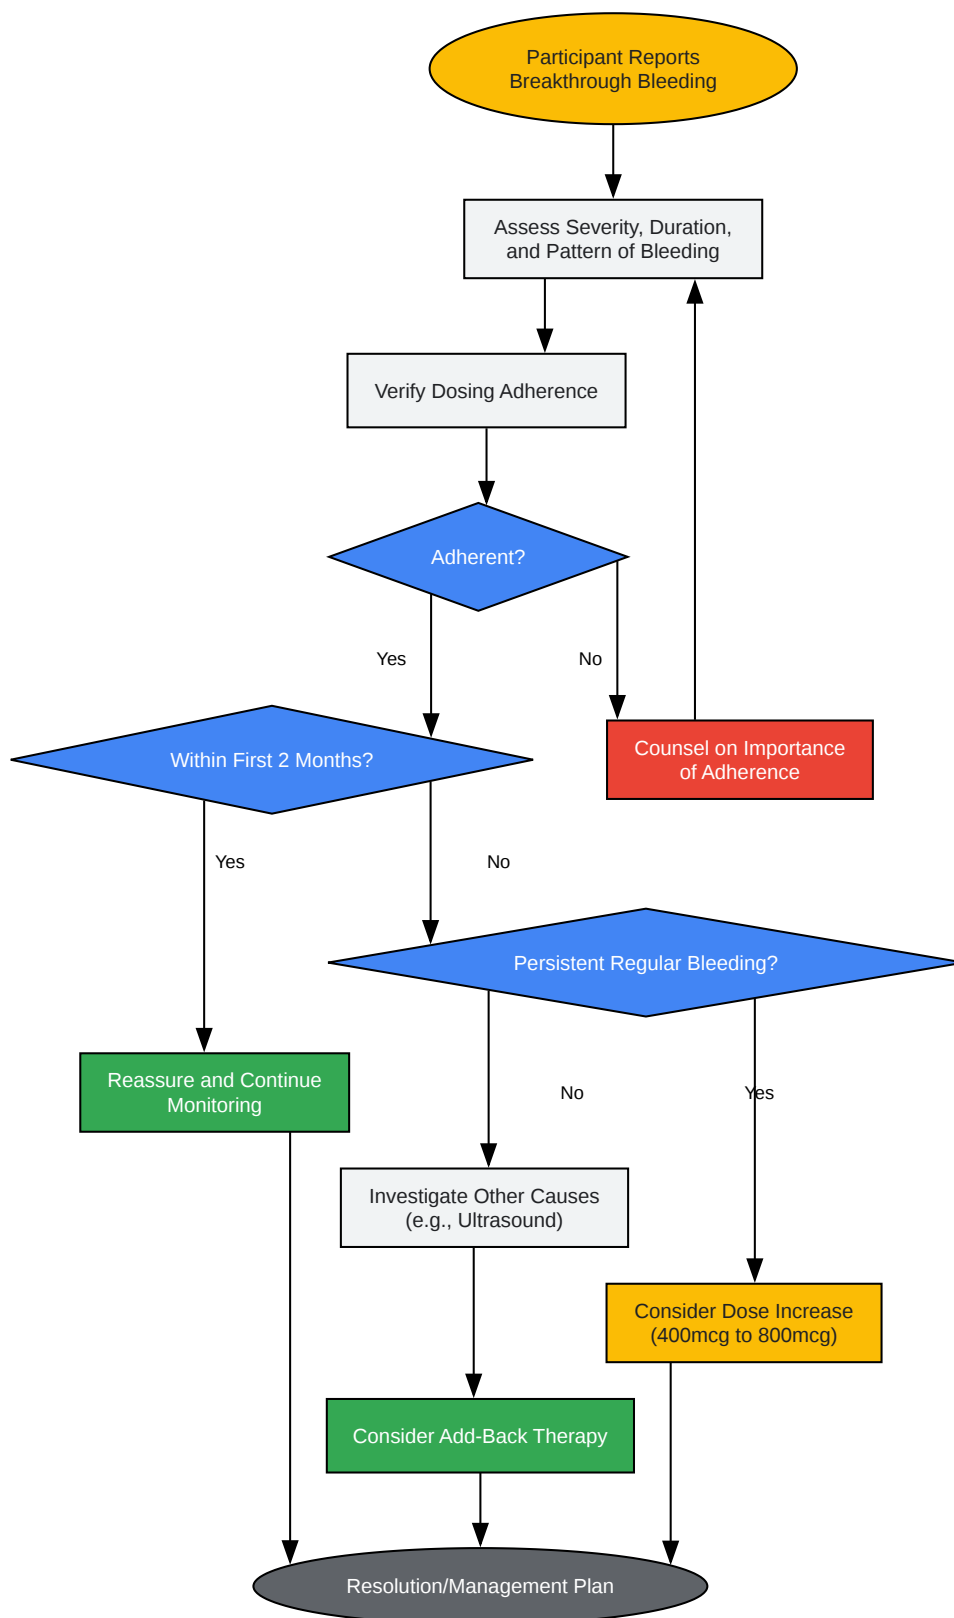 Participant Reports
Breakthrough Bleeding
Assess Severity, Duration,
and Pattern of Bleeding
Verify Dosing Adherence
Adherent?
Yes
No
Within First 2 Months?
Counsel on Importance
of Adherence
Yes
No
Persistent Regular Bleeding?
Reassure and Continue
Monitoring
No
Yes
Investigate Other Causes
(e.g., Ultrasound)
Consider Dose Increase
(400mcg to 800mcg)
Consider Add-Back Therapy
Resolution/Management Plan